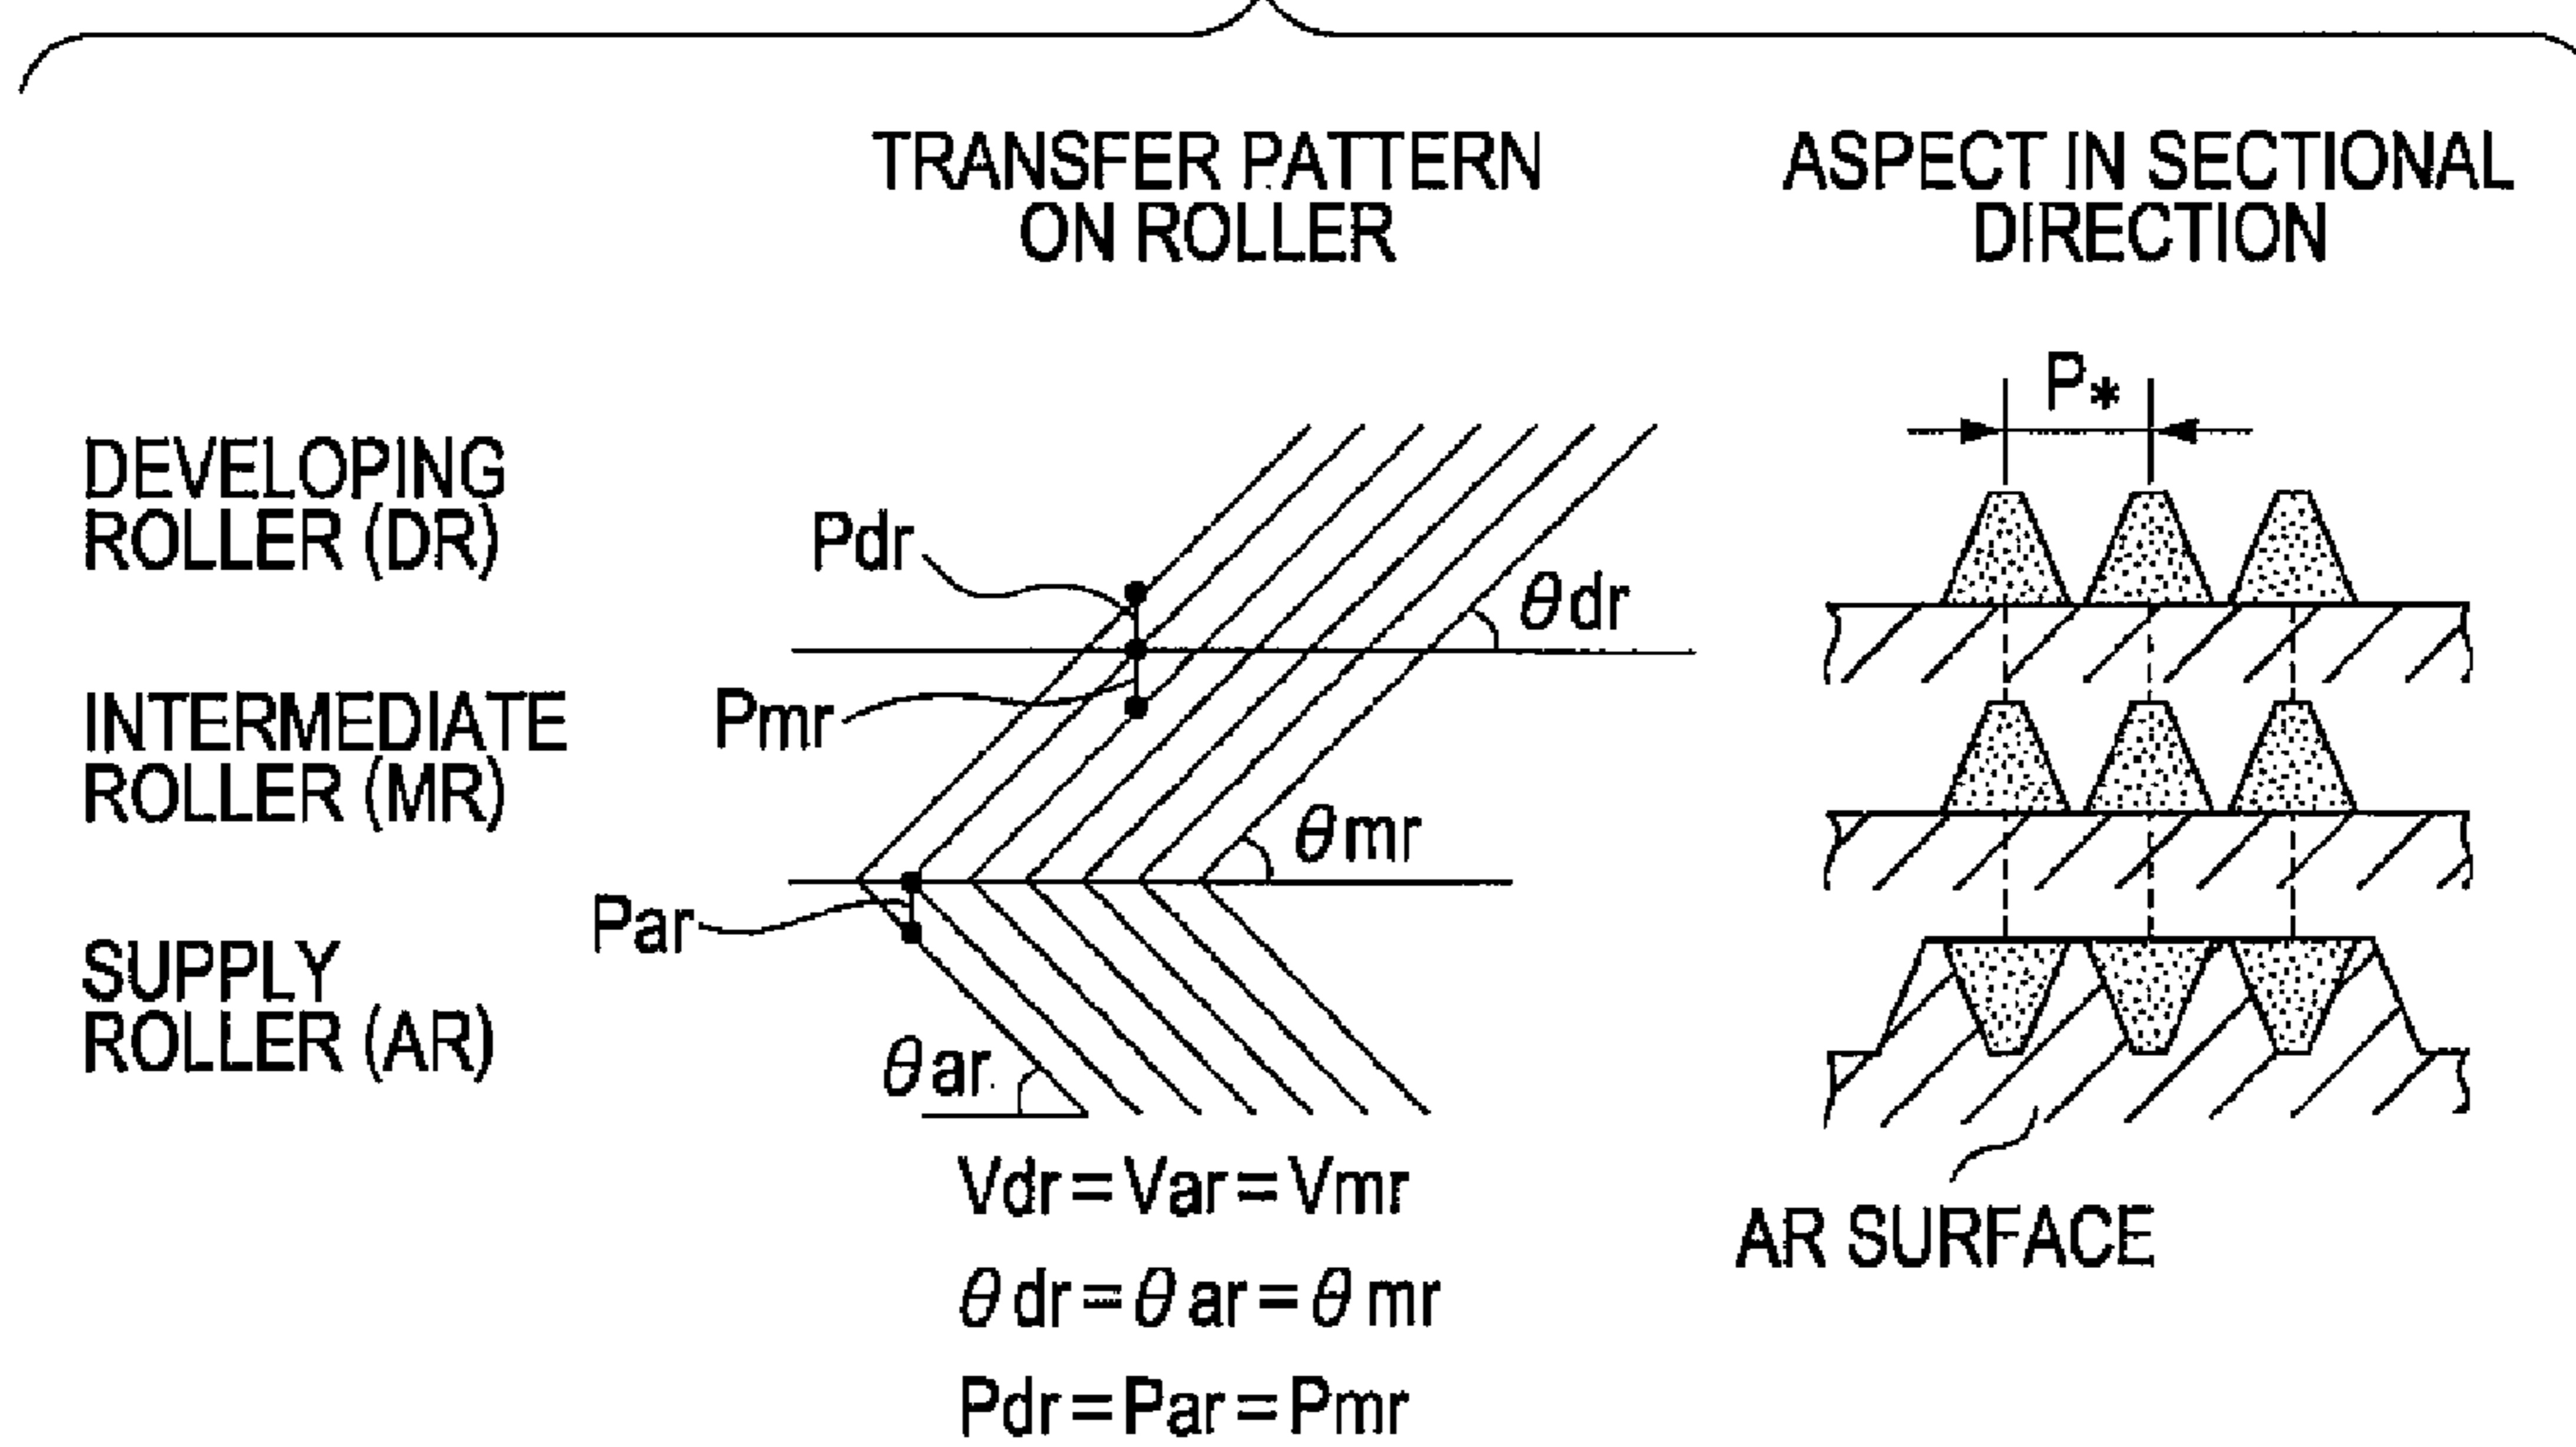 TRANSFER PATTERN
ON ROLLER
ASPECT IN SECTIONAL
DIRECTION
P*
DEVELOPING
ROLLER (DR)
Pdr
θdr
INTERMEDIATE
ROLLER (MR)
Pmr
θmr
SUPPLY
ROLLER (AR)
Par
θar
Vdr=Var=Vmr
θdr=θar=θmr
Pdr=Par=Pmr
AR SURFACE